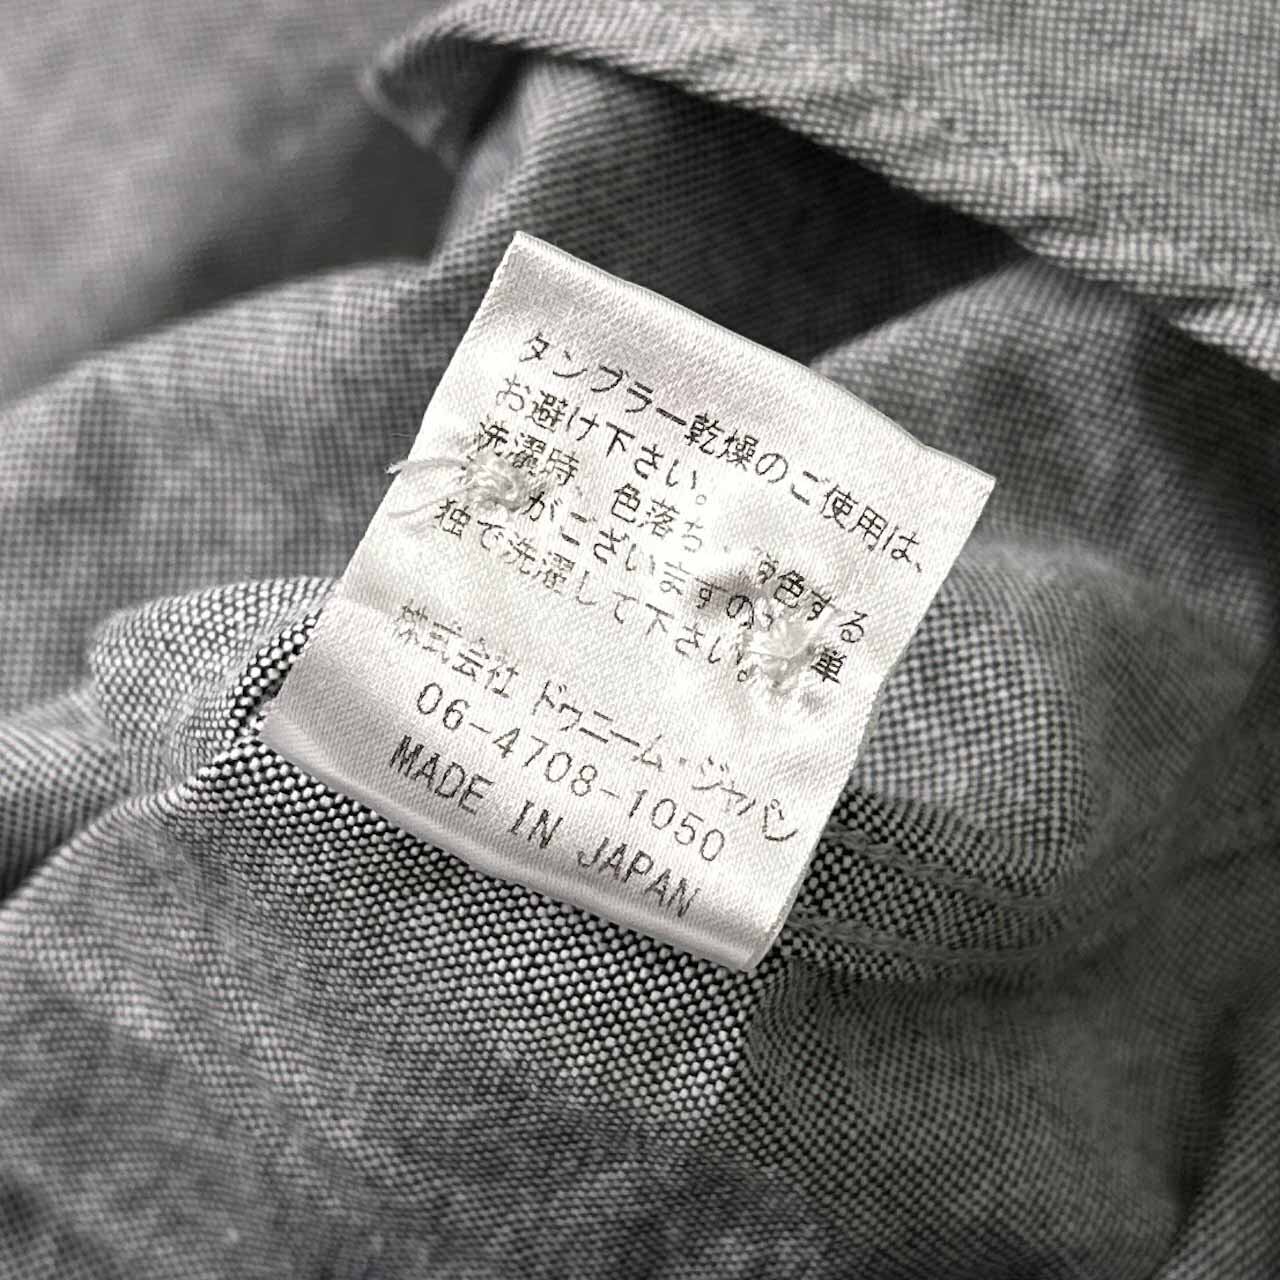 タンブラー乾燥のご使用は、
お避け下さい。
洗濯時、色落ち・ 色する
がございますの 単
独で洗濯して下さい。
株式会社 ドゥニーム・ジャパン
06-4708-1050
MADE IN JAPAN